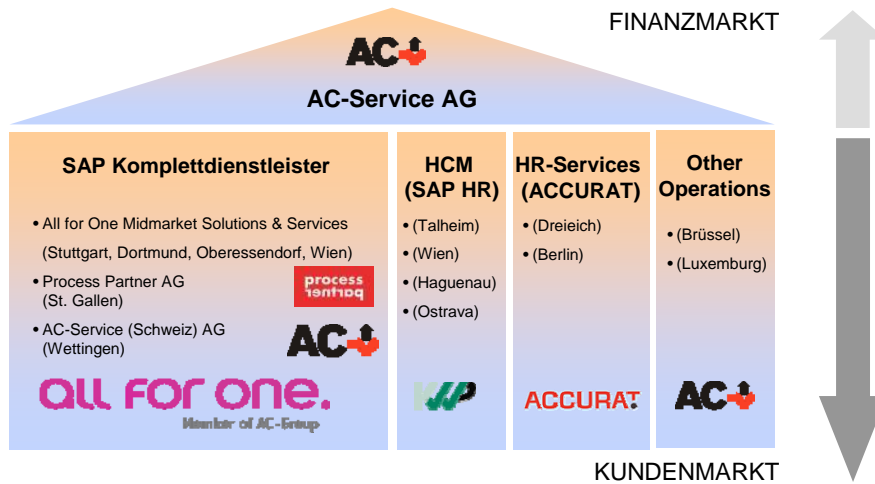 FINANZMARKT
AC
AC-Service AG
SAP Komplettdienstleister
• All for One Midmarket Solutions & Services
(Stuttgart, Dortmund, Oberessendorf, Wien)
• Process Partner AG
(St. Gallen)
process
partner
• AC-Service (Schweiz) AG
(Wettingen)
AC
all for one.
Member of AC-Group
HCM
(SAP HR)
• (Talheim)
• (Wien)
• (Haguenau)
• (Ostrava)
HR-Services
(ACCURAT)
• (Dreieich)
• (Berlin)
ACCURAT
Other
Operations
• (Brüssel)
• (Luxemburg)
AC
KUNDENMARKT